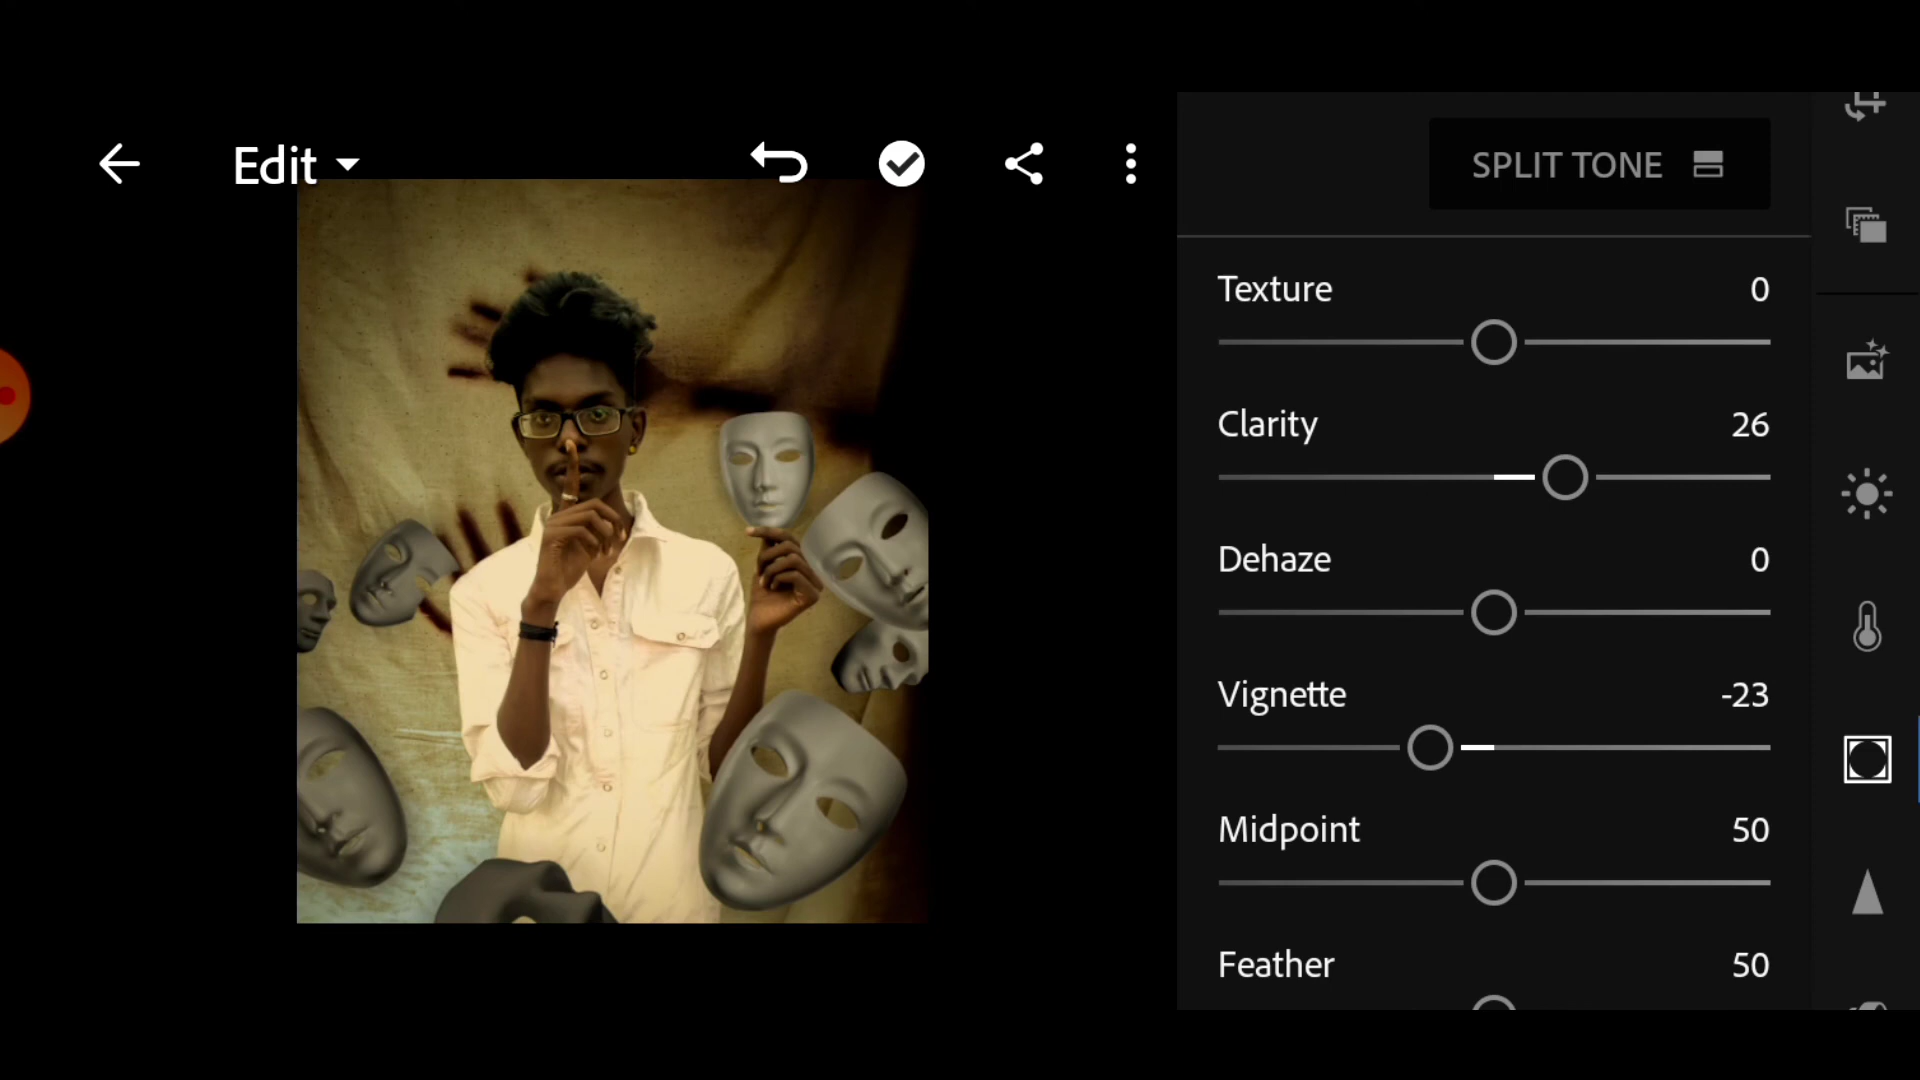 Edit
SPLIT TONE
Texture 0
Clarity 26
Dehaze 0
Vignette -23
Midpoint 50
Feather 50